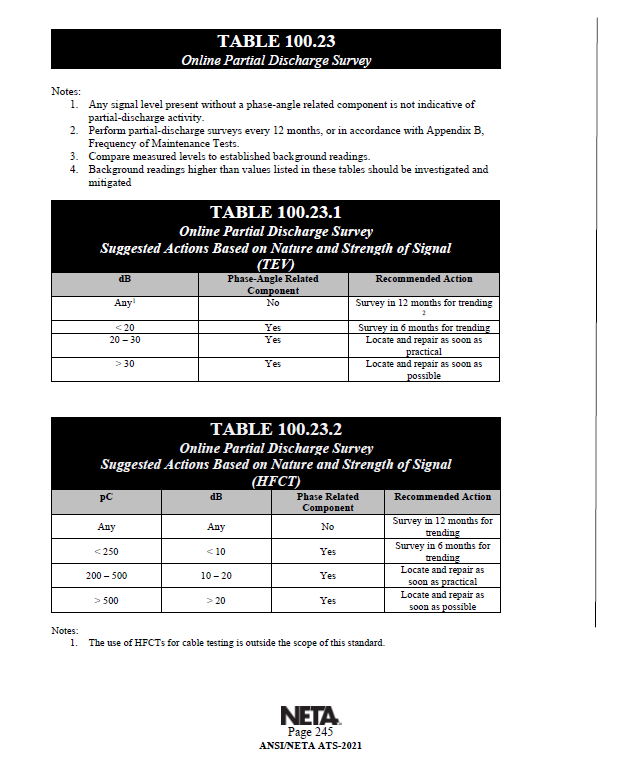 TABLE 100.23
Online Partial Discharge Survey
Notes:
1. Any signal level present without a phase-angle related component is not indicative of
partial-discharge activity.
2. Perform partial-discharge surveys every 12 months, or in accordance with Appendix B,
Frequency of Maintenance Tests.
3. Compare measured levels to established background readings.
4. Background readings higher than values listed in these tables should be investigated and
mitigated
TABLE 100.23.1
Online Partial Discharge Survey
Suggested Actions Based on Nature and Strength of Signal
(TEV)
dB Phase-Angle Related Recommended Action
Component
Any¹ No Survey in 12 months for trending
2
< 20 Yes Survey in 6 months for trending
20 – 30 Yes Locate and repair as soon as
practical
> 30 Yes Locate and repair as soon as
possible
TABLE 100.23.2
Online Partial Discharge Survey
Suggested Actions Based on Nature and Strength of Signal
(HFCT)
pC dB Phase Related Recommended Action
Component
Any Any No Survey in 12 months for
trending
< 250 < 10 Yes Survey in 6 months for
trending
200 – 500 10 – 20 Yes Locate and repair as
soon as practical
> 500 > 20 Yes Locate and repair as
soon as possible
Notes:
1. The use of HFCTs for cable testing is outside the scope of this standard.
NETA
Page 245
ANSI/NETA ATS-2021